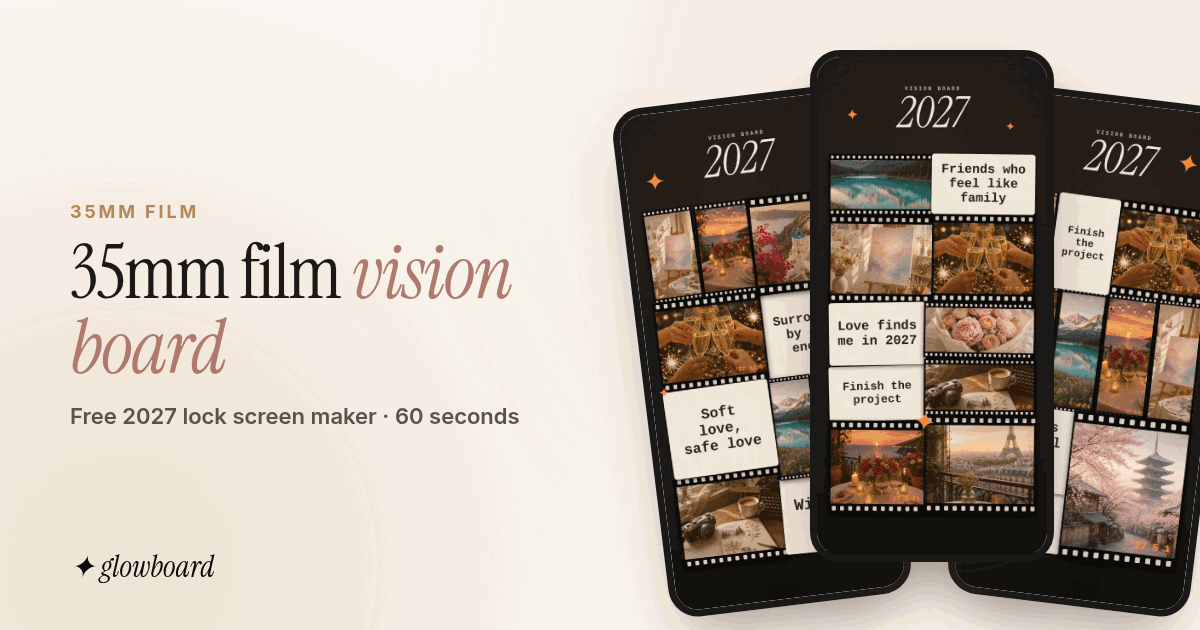 35MM FILM
35mm film vision
board
Free 2027 lock screen maker · 60 seconds
✦ glowboard
VISION BOARD
2027
Soft
love,
safe love
VISION BOARD
2027
Friends who
feel like
family
Love finds
me in 2027
Finish the
project
VISION BOARD
2027
Finish
the
project